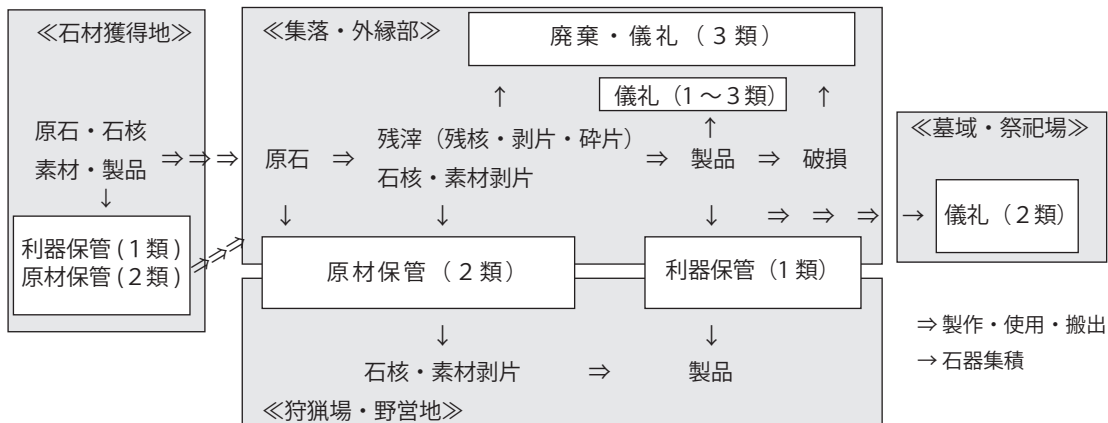 ≪石材獲得地≫
原石・石核
素材・製品
⇒ ⇒ ⇒
↓
利器保管 ( 1 類 )
原材保管 ( 2 類 )
⇒⇒⇒
≪集落・外縁部≫
廃棄・儀礼（ 3 類 ）
↑
儀礼（1 ～ 3 類）
↑
↑
原石 ⇒ 残滓（残核・剥片・砕片） ⇒ 製品 ⇒ 破損
石核・素材剥片
↓ ↓ ↓ ⇒ ⇒ ⇒ →
原材保管（ 2 類 ）
利器保管（1 類）
↓ ↓
石核・素材剥片 ⇒ 製品
≪狩猟場・野営地≫
≪墓域・祭祀場≫
儀礼（ 2 類）
⇒ 製作・使用・搬出
→ 石器集積